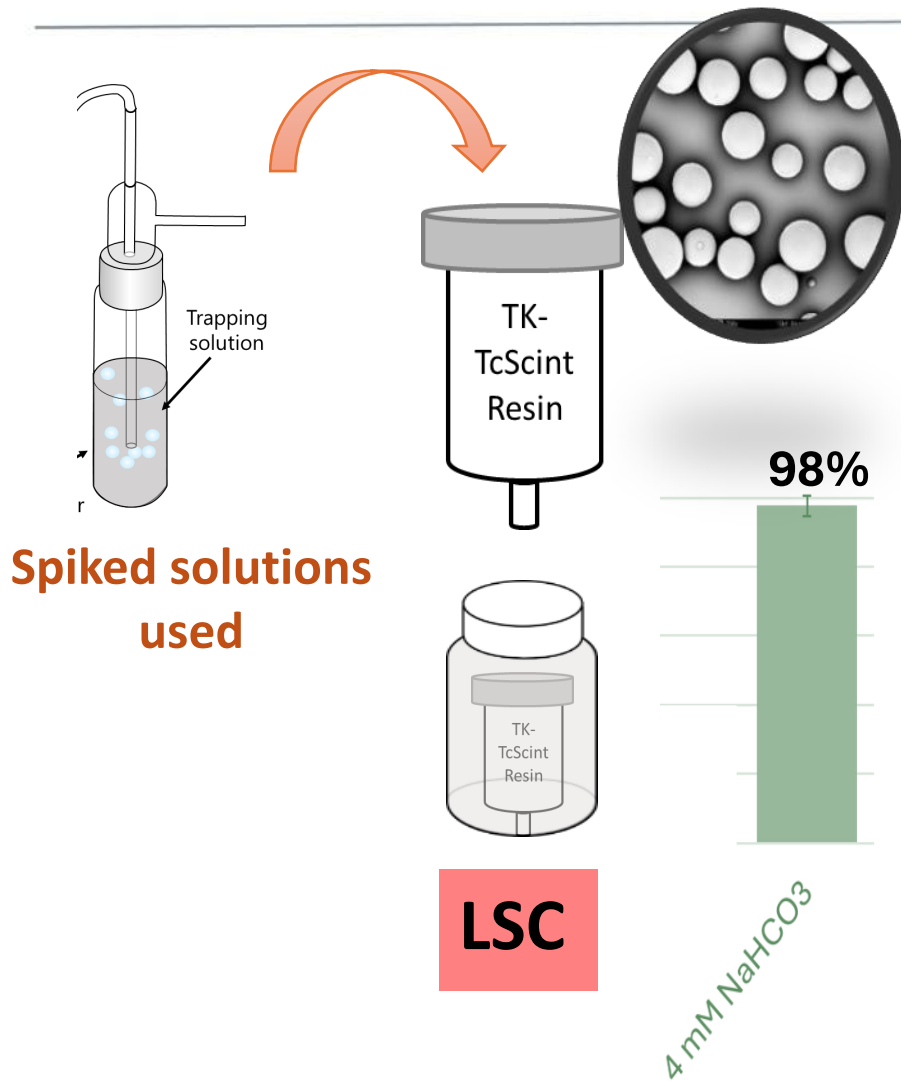 Trapping
solution
r
Spiked solutions
used
TK-
TcScint
Resin
TK-
TcScint
Resin
LSC
98%
4 mM NaHCO3